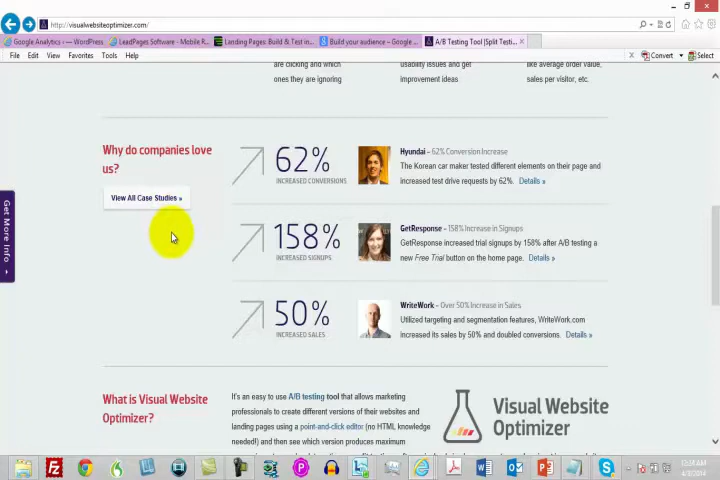 http://visualwebsiteoptimizer.com/
Google Analytics ‹ — WordPress
LeadPages Software - Mobile R...
Landing Pages: Build & Test in...
Build your audience – Google ...
A/B Testing Tool (Split Testi...
File Edit View Favorites Tools Help
Convert
Select
are clicking and which
ones they are ignoring
usability issues and get
improvement ideas
like average order value,
sales per visitor, etc.
Why do companies love
us?
View All Case Studies »
62%
INCREASED CONVERSIONS
Hyundai - 62% Conversion Increase
The Korean car maker tested different elements on their page and
increased test drive requests by 62%. Details »
158%
INCREASED SIGNUPS
GetResponse - 158% Increase in Signups
GetResponse increased trial signups by 158% after A/B testing a
new Free Trial button on the home page. Details »
50%
INCREASED SALES
WriteWork - Over 50% Increase in Sales
Utilized targeting and segmentation features, WriteWork.com
increased its sales by 50% and doubled conversions. Details »
Get More Info
What is Visual Website
Optimizer?
It's an easy to use A/B testing tool that allows marketing
professionals to create different versions of their websites and
landing pages using a point-and-click editor (no HTML knowledge
needed!) and then see which version produces maximum
Visual Website
Optimizer